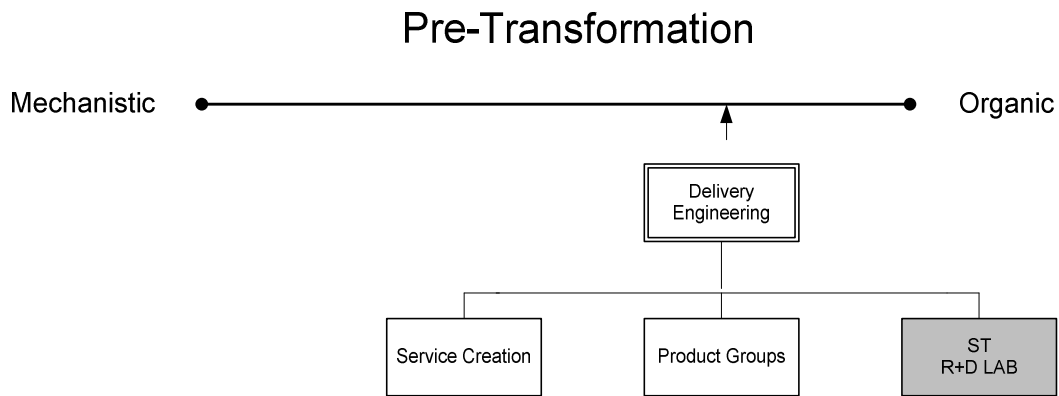 Pre-Transformation
Mechanistic
Organic
Delivery
Engineering
Service Creation
Product Groups
ST
R+D LAB